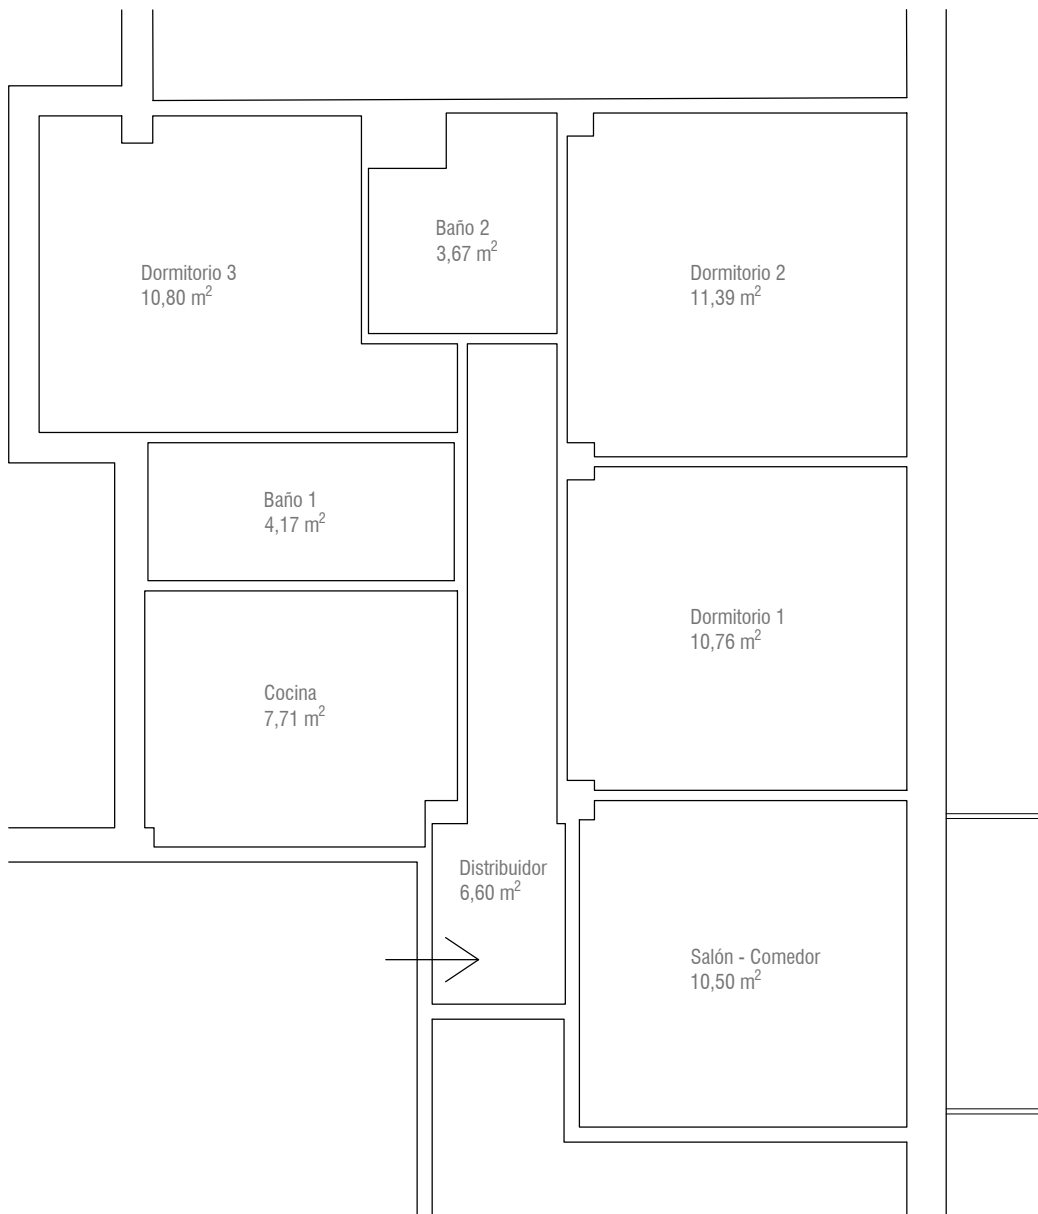 Baño 2
3,67 m²
Dormitorio 3
10,80 m²
Dormitorio 2
11,39 m²
Baño 1
4,17 m²
Dormitorio 1
10,76 m²
Cocina
7,71 m²
Distribuidor
6,60 m²
Salón - Comedor
10,50 m²